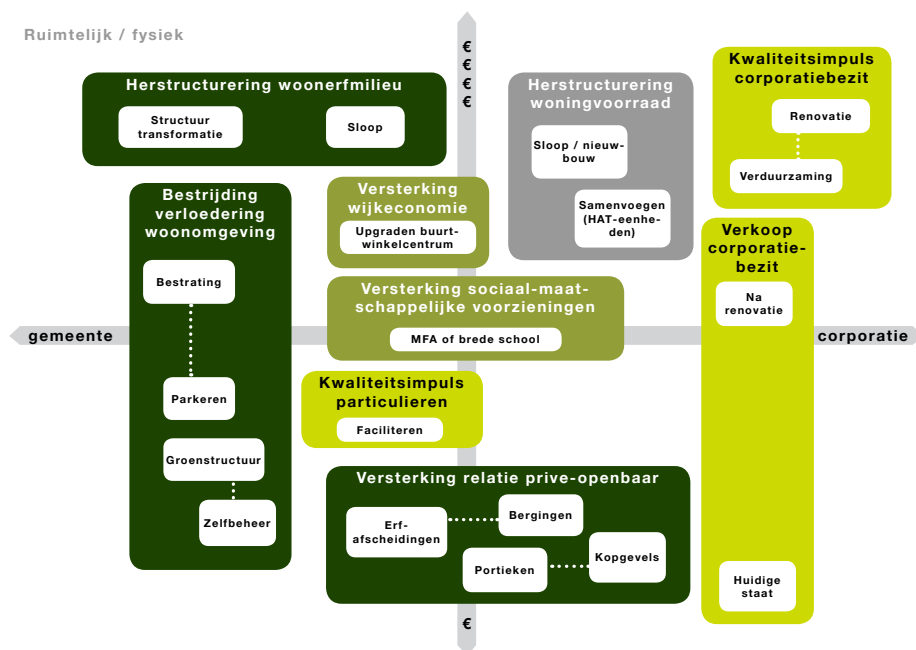 Ruimtelijk / fysiek
€
€
€
€
Herstructurering woonerfmilieu
Structuur
transformatie
Sloop
Herstructurering
woningvoorraad
Sloop / nieuw-
bouw
Samenvoegen
(HAT-eenhe-
den)
Kwaliteitsimpuls
corporatiebezit
Renovatie
Verduurzaming
Bestrijding
verloedering
woonomgeving
Bestrating
Parkeren
Groenstructuur
Zelfbeheer
Versterking
wijkeconomie
Upgraden buurt-
winkelcentrum
Versterking sociaal-maat-
schappelijke voorzieningen
MFA of brede school
Verkoop
corporatie-
bezit
Na
renovatie
Huidige
staat
gemeente
corporatie
Kwaliteitsimpuls
particulieren
Faciliteren
Versterking relatie prive-openbaar
Erf-
afscheidingen
Bergingen
Portieken
Kopgevels
€